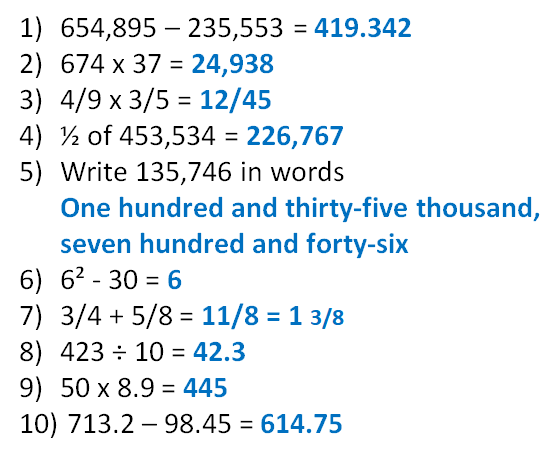 1) 654,895 – 235,553 = 419.342
2) 674 x 37 = 24,938
3) 4/9 x 3/5 = 12/45
4) ½ of 453,534 = 226,767
5) Write 135,746 in words
One hundred and thirty-five thousand,
seven hundred and forty-six
6) 6² - 30 = 6
7) 3/4 + 5/8 = 11/8 = 1 3/8
8) 423 ÷ 10 = 42.3
9) 50 x 8.9 = 445
10) 713.2 – 98.45 = 614.75